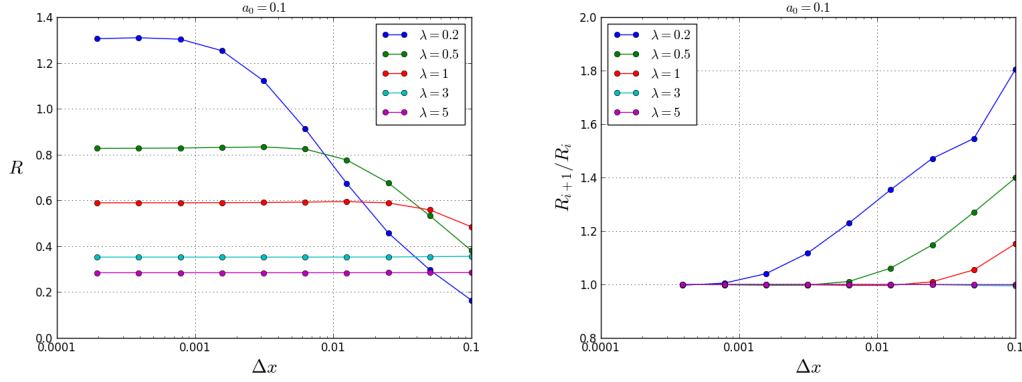 a₀ = 0.1
1.4
1.2
1.0
0.8
0.6
0.4
0.2
0.0
R
λ = 0.2
λ = 0.5
λ = 1
λ = 3
λ = 5
0.0001
0.001
0.01
0.1
Δx
a₀ = 0.1
2.0
1.8
1.6
1.4
1.2
1.0
0.8
Rᵢ₊₁/Rᵢ
λ = 0.2
λ = 0.5
λ = 1
λ = 3
λ = 5
0.0001
0.001
0.01
0.1
Δx